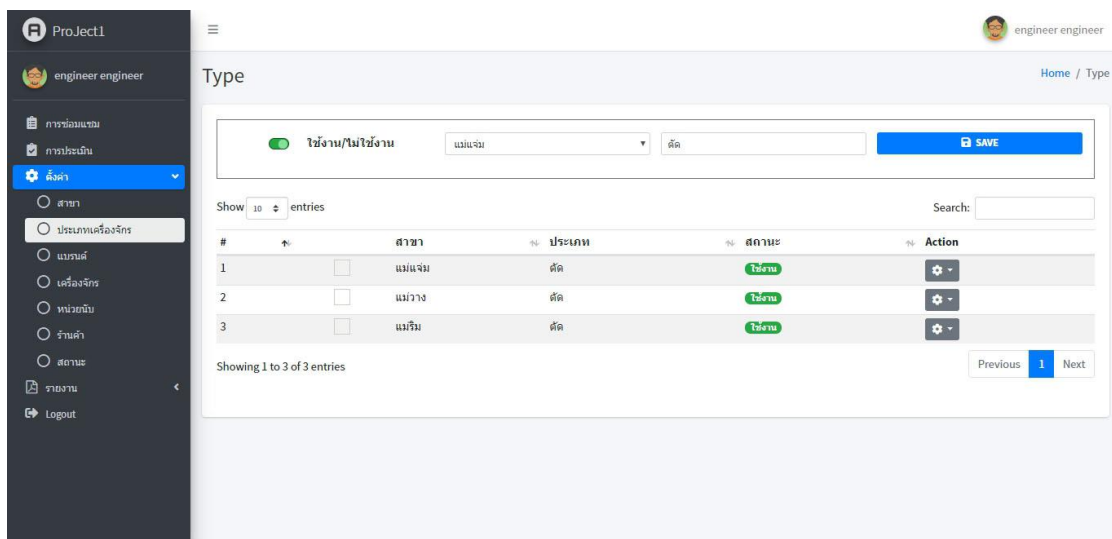 ProJect1
engineer engineer
engineer engineer
Type
Home / Type
การซ่อมแซม
การประเมิน
ตั้งค่า
สาขา
ประเภทเครื่องจักร
แบรนด์
เครื่องจักร
หน่วยนับ
ร้านค้า
สถานะ
รายงาน
Logout
ใช้งาน/ไม่ใช้งาน แม่แจ่ม ตัด SAVE
Show 10 entries Search:
# สาขา ประเภท สถานะ Action
1 แม่แจ่ม ตัด ใช้งาน
2 แม่วาง ตัด ใช้งาน
3 แม่ริม ตัด ใช้งาน
Showing 1 to 3 of 3 entries Previous 1 Next